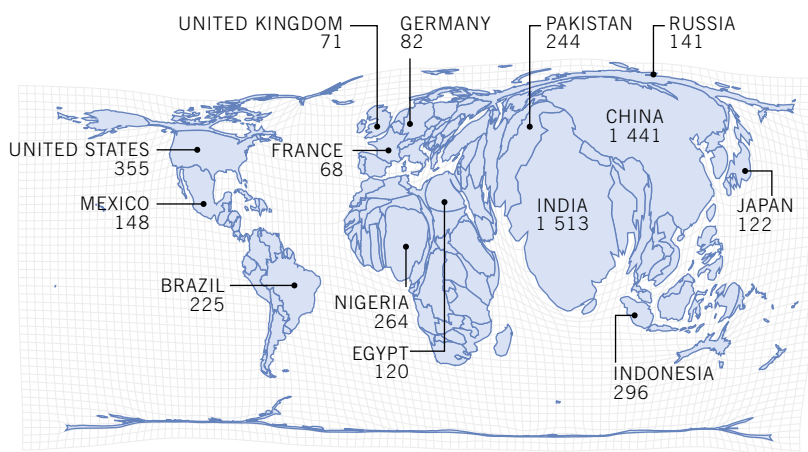 UNITED KINGDOM
71
GERMANY
82
PAKISTAN
244
RUSSIA
141
CHINA
1 441
UNITED STATES
355
FRANCE
68
MEXICO
148
INDIA
1 513
JAPAN
122
BRAZIL
225
NIGERIA
264
EGYPT
120
INDONESIA
296